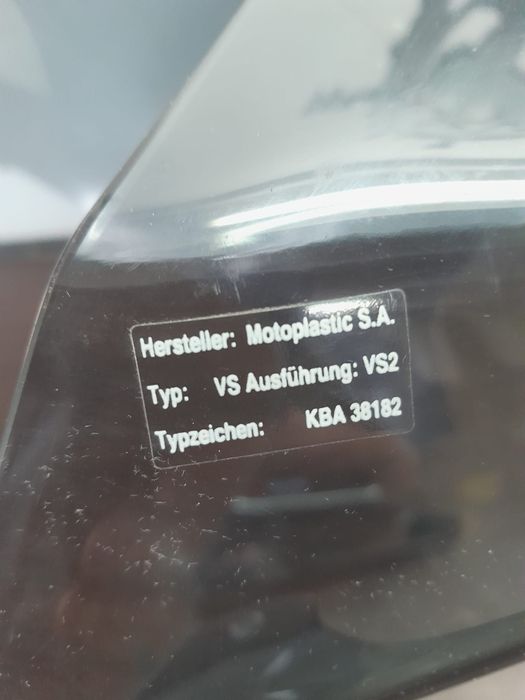 Hersteller: Motoplastic S.A.
Typ: VS Ausführung: VS2
Typzeichen: KBA 38182